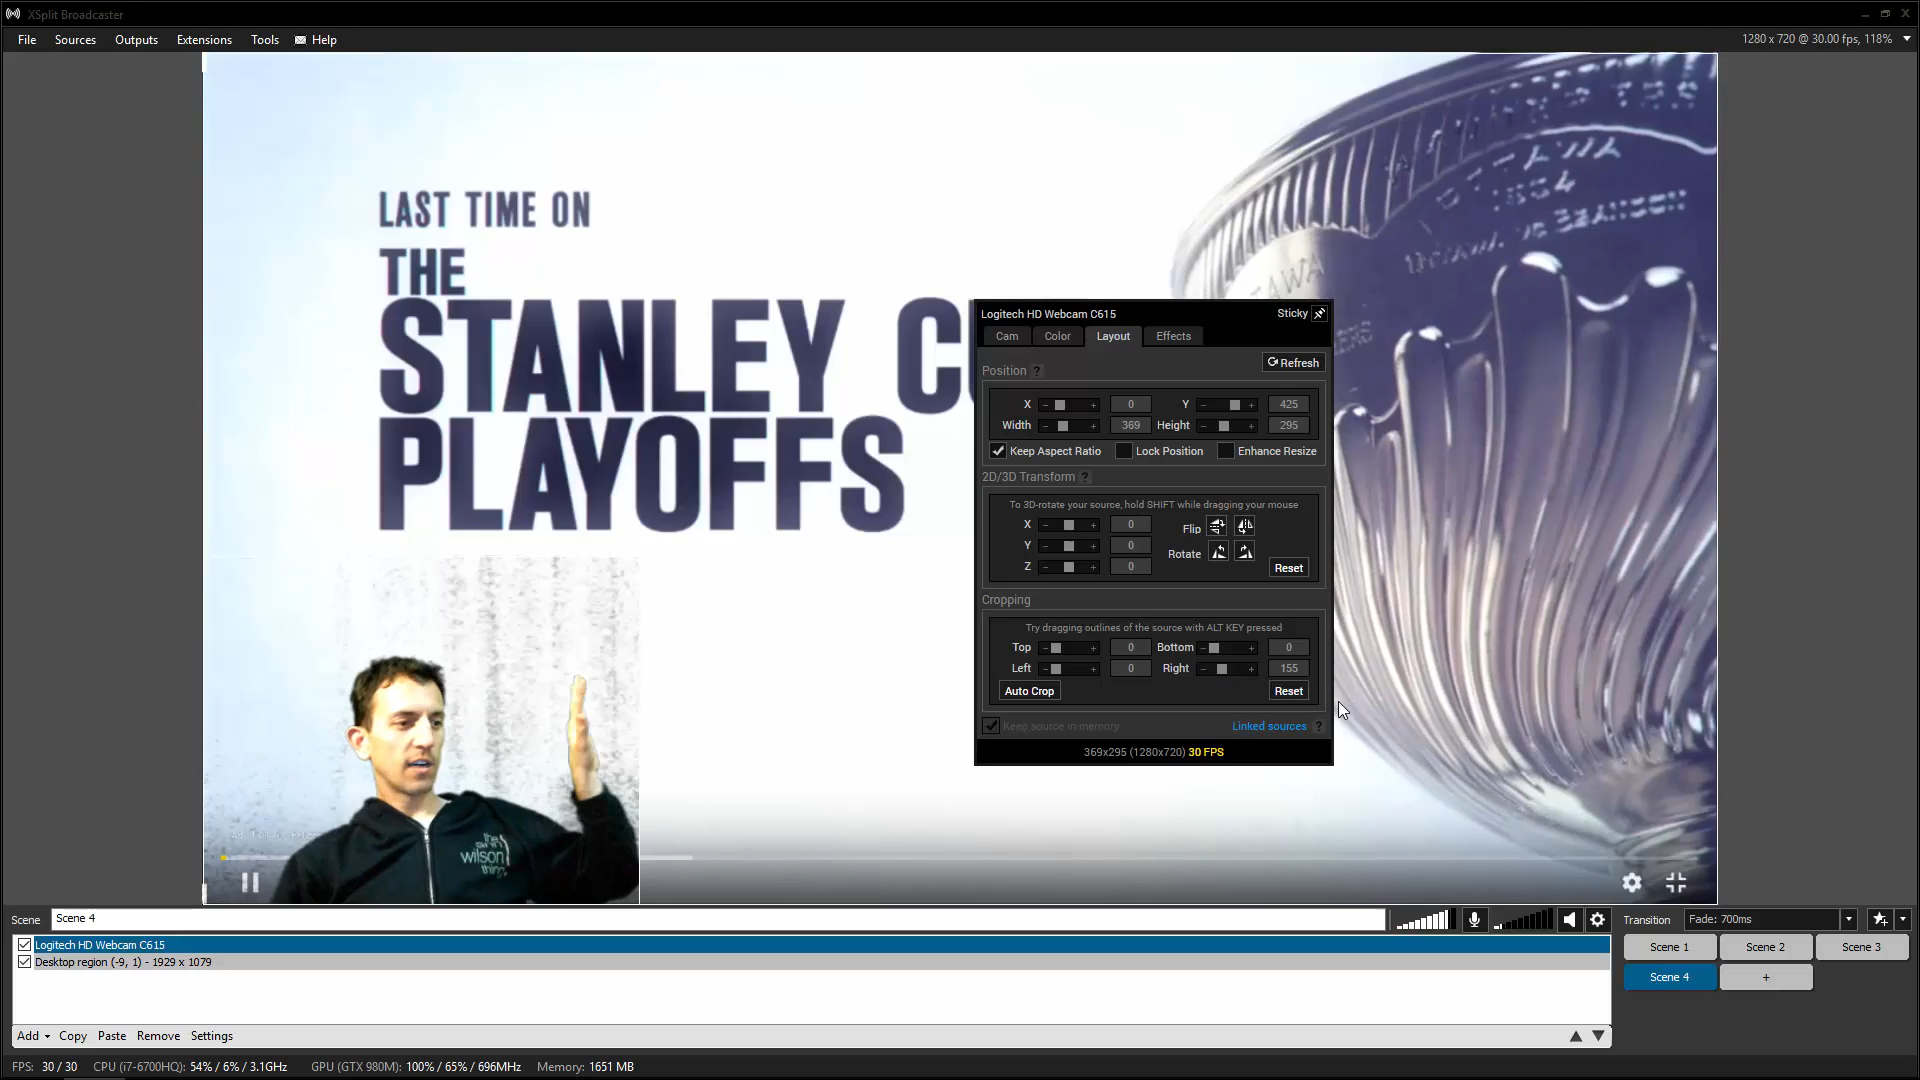 XSplit Broadcaster
File Sources Outputs Extensions Tools Help
1280 x 720 @ 30.00 fps, 118%
LAST TIME ON
THE
STANLEY C
PLAYOFFS
Logitech HD Webcam C615 Sticky
Cam Color Layout Effects
Refresh
Position ?
X - + 0 Y - + 425
Width - + 369 Height - + 295
Keep Aspect Ratio Lock Position Enhance Resize
2D/3D Transform ?
To 3D-rotate your source, hold SHIFT while dragging your mouse
X - + 0 Flip
Y - + 0 Rotate
Z - + 0 Reset
Cropping
Try dragging outlines of the source with ALT KEY pressed
Top - + 0 Bottom - + 0
Left - + 0 Right - + 155
Auto Crop Reset
Keep source in memory Linked sources ?
369x295 (1280x720) 30 FPS
the
wilson
thing
Scene Scene 4
Transition Fade: 700ms
Logitech HD Webcam C615
Desktop region (-9, 1) - 1929 x 1079
Scene 1 Scene 2 Scene 3
Scene 4 +
Add Copy Paste Remove Settings
FPS: 30 / 30 CPU (i7-6700HQ): 54% / 6% / 3.1GHz GPU (GTX 980M): 100% / 65% / 696MHz Memory: 1651 MB